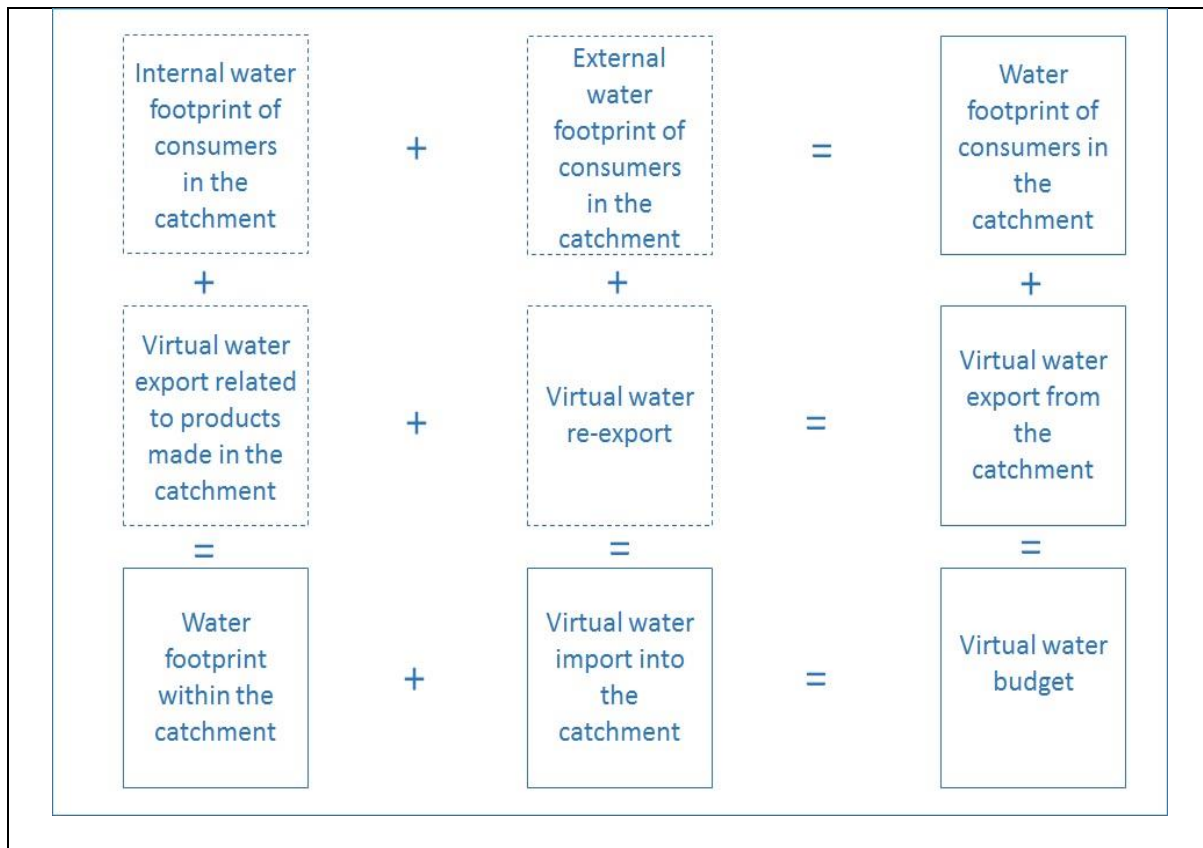 Internal water
footprint of
consumers
in the
catchment
+
External
water
footprint of
consumers
in the
catchment
=
Water
footprint of
consumers in
the
catchment
+
+
+
Virtual water
export related
to products
made in the
catchment
+
Virtual water
re-export
=
Virtual water
export from
the
catchment
=
=
=
Water
footprint
within the
catchment
+
Virtual water
import into
the
catchment
=
Virtual water
budget